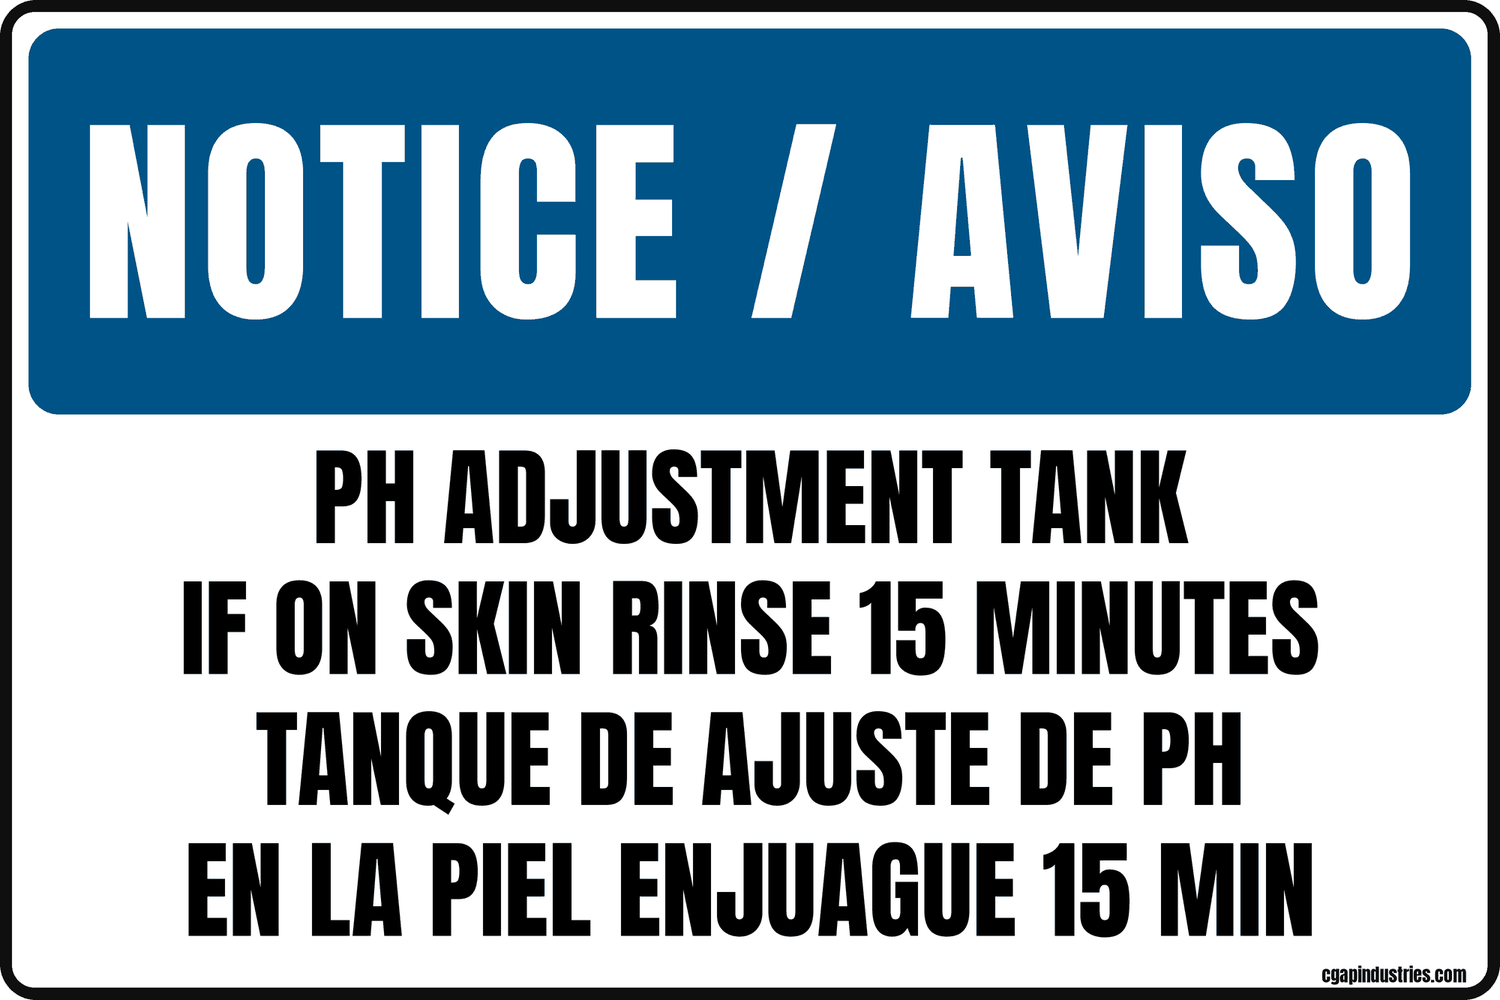 NOTICE / AVISO
PH ADJUSTMENT TANK
IF ON SKIN RINSE 15 MINUTES
TANQUE DE AJUSTE DE PH
EN LA PIEL ENJUAGUE 15 MIN
cgapindustries.com